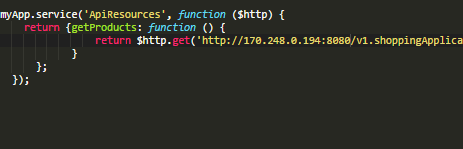 myApp.service('ApiResources', function ($http) {
return {getProducts: function () {
return $http.get('http://170.248.0.194:8080/v1.shoppingApplica
}
};
});